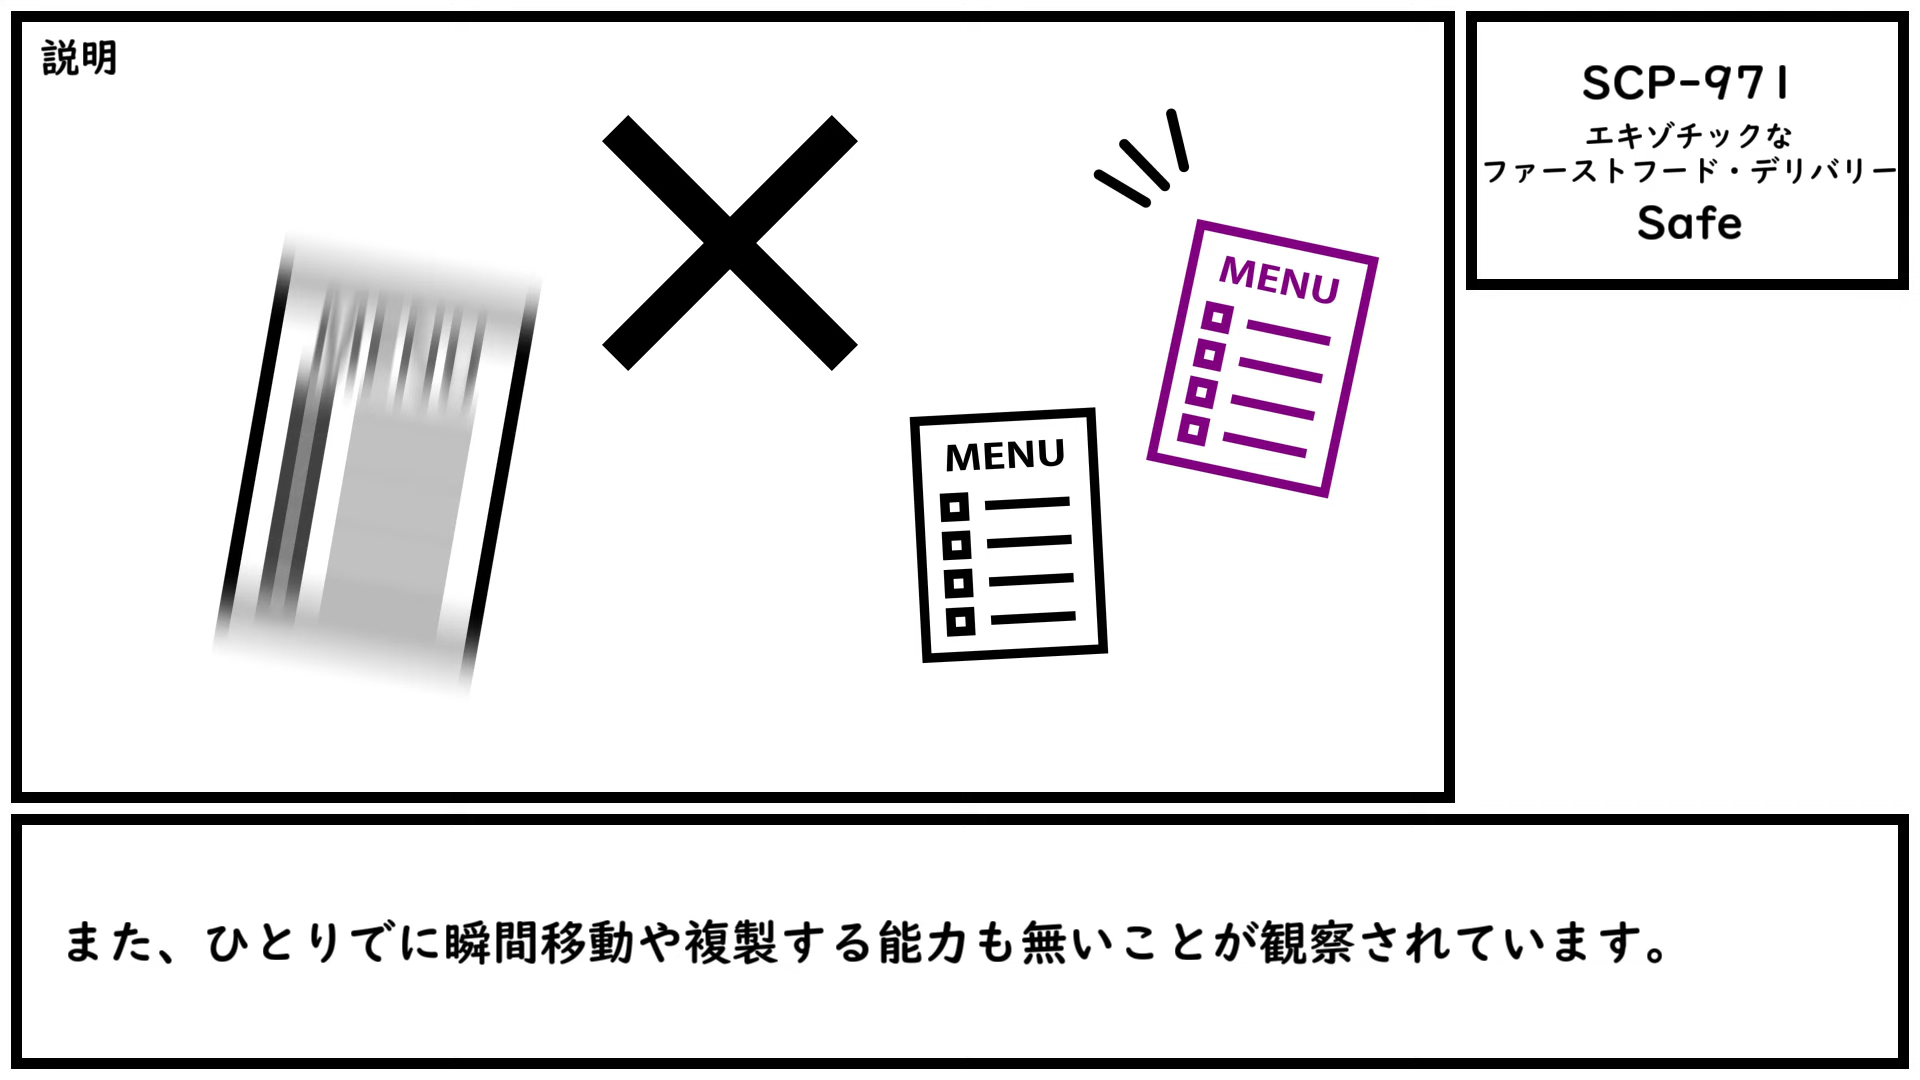 説明
MENU
MENU
SCP-971
エキゾチックな
ファーストフード・デリバリー
Safe
また、ひとりでに瞬間移動や複製する能力も無いことが観察されています。